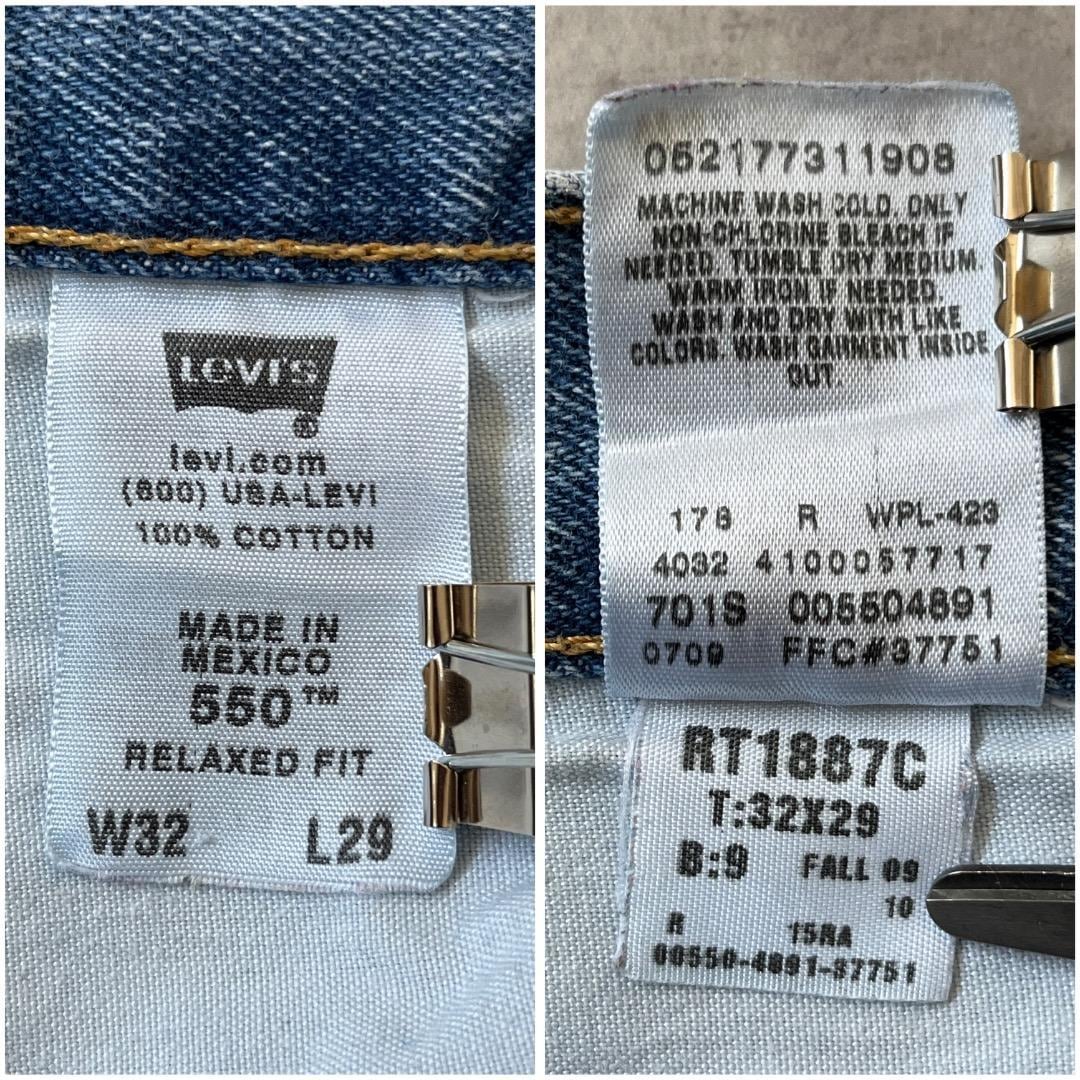 LEVI'S
®
levi.com
(800) USA-LEVI
100% COTTON
MADE IN
MEXICO
550™
RELAXED FIT
W32 L29
052177311908
MACHINE WASH COLD. ONLY
NON-CHLORINE BLEACH IF
NEEDED. TUMBLE DRY MEDIUM.
WARM IRON IF NEEDED.
WASH AND DRY WITH LIKE
COLORS. WASH GARMENT INSIDE
OUT.
178 R WPL-423
4032 4100057717
701S 005504891
0709 FFC#37751
RT1887C
T:32X29
B:9 FALL 09
10
R 15RA
00550-4891-37751